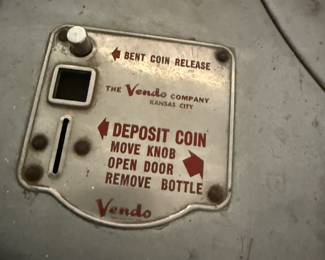 BENT COIN RELEASE
THE Vendo COMPANY
KANSAS CITY
DEPOSIT COIN
MOVE KNOB
OPEN DOOR
REMOVE BOTTLE
Vendo